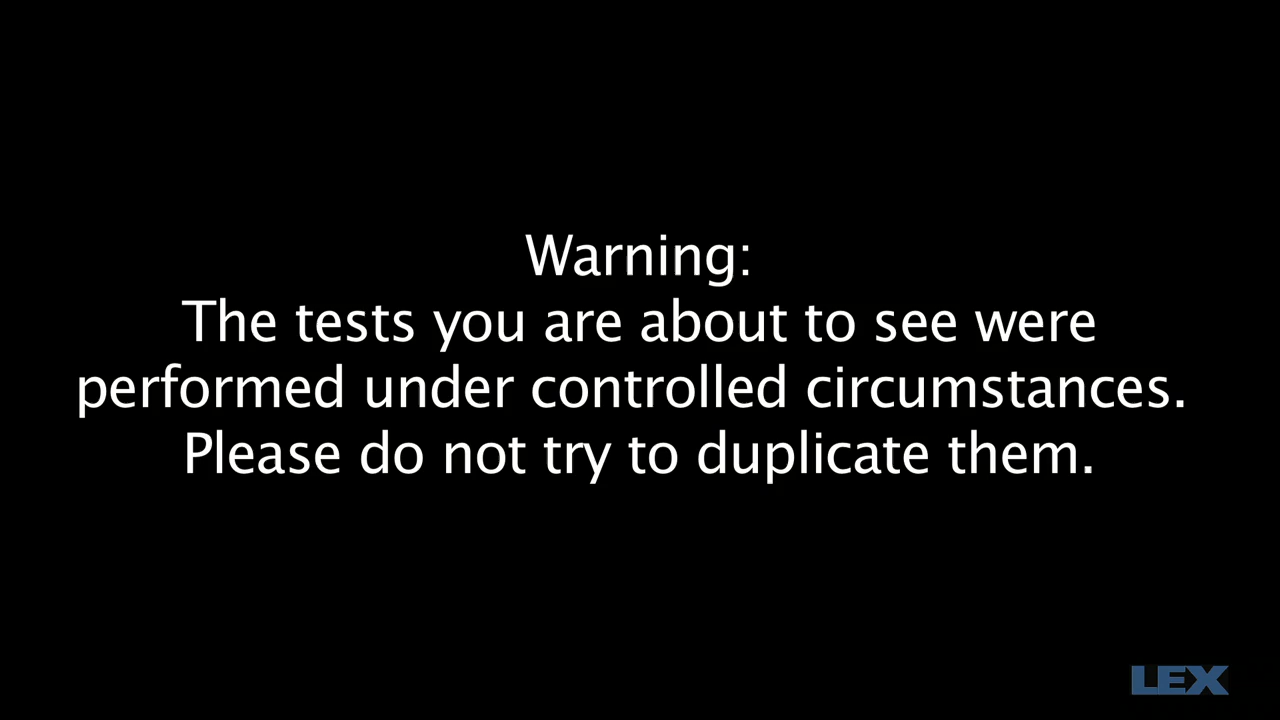 Warning:
The tests you are about to see were
performed under controlled circumstances.
Please do not try to duplicate them.
LEX